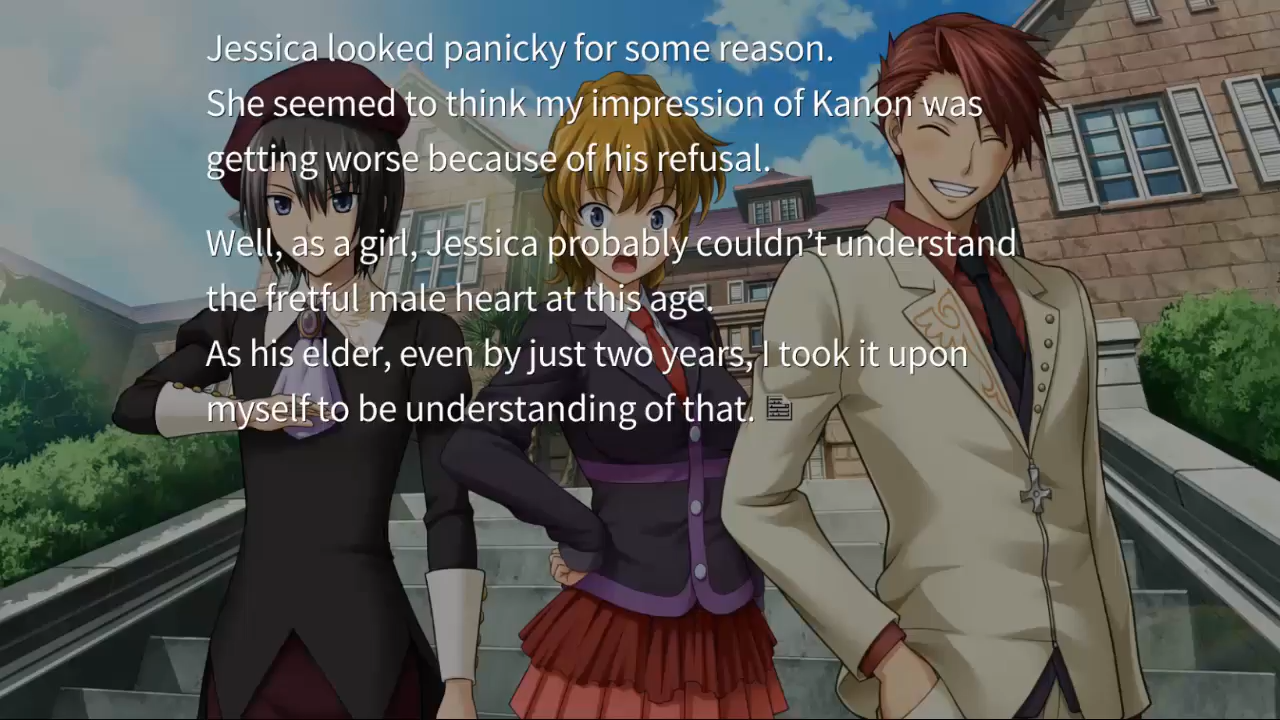 Jessica looked panicky for some reason.
She seemed to think my impression of Kanon was
getting worse because of his refusal.
Well, as a girl, Jessica probably couldn’t understand
the fretful male heart at this age.
As his elder, even by just two years, I took it upon
myself to be understanding of that.